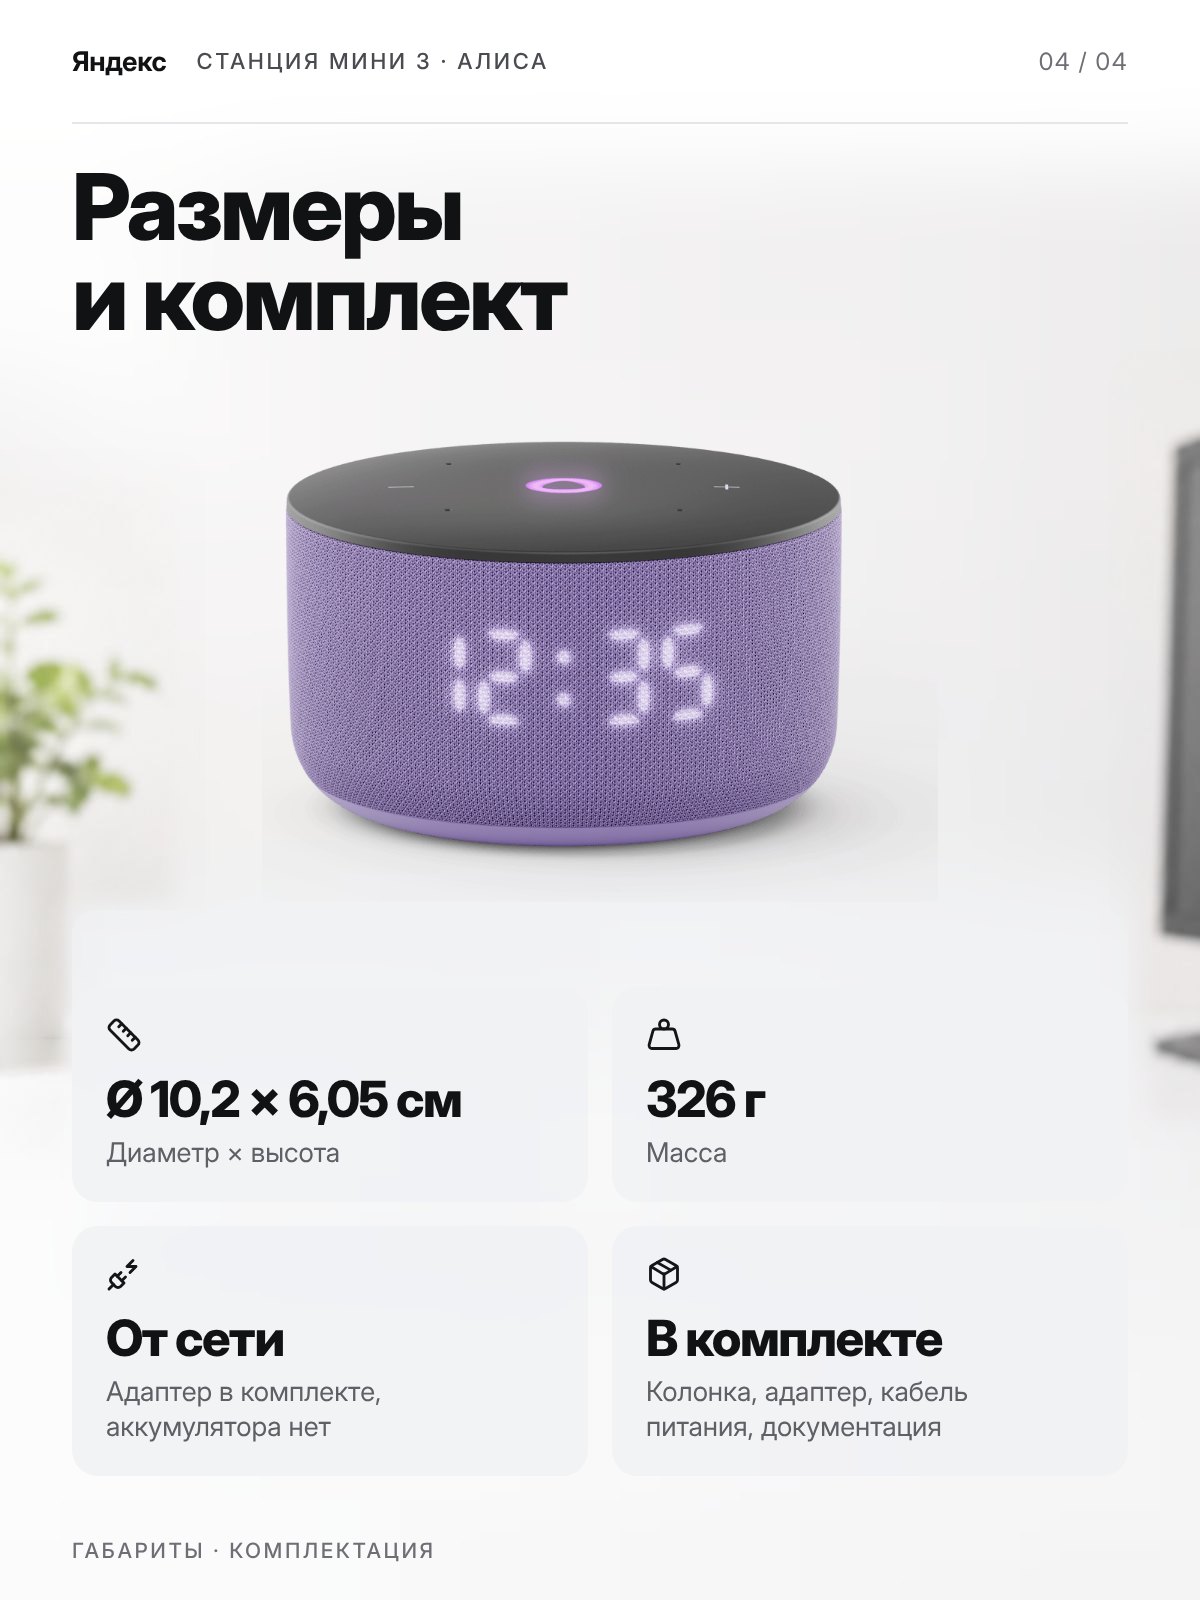 Яндекс СТАНЦИЯ МИНИ 3 · АЛИСА 04 / 04
Размеры
и комплект
12:35
Ø 10,2 × 6,05 см
Диаметр × высота
326 г
Масса
От сети
Адаптер в комплекте,
аккумулятора нет
В комплекте
Колонка, адаптер, кабель
питания, документация
ГАБАРИТЫ · КОМПЛЕКТАЦИЯ